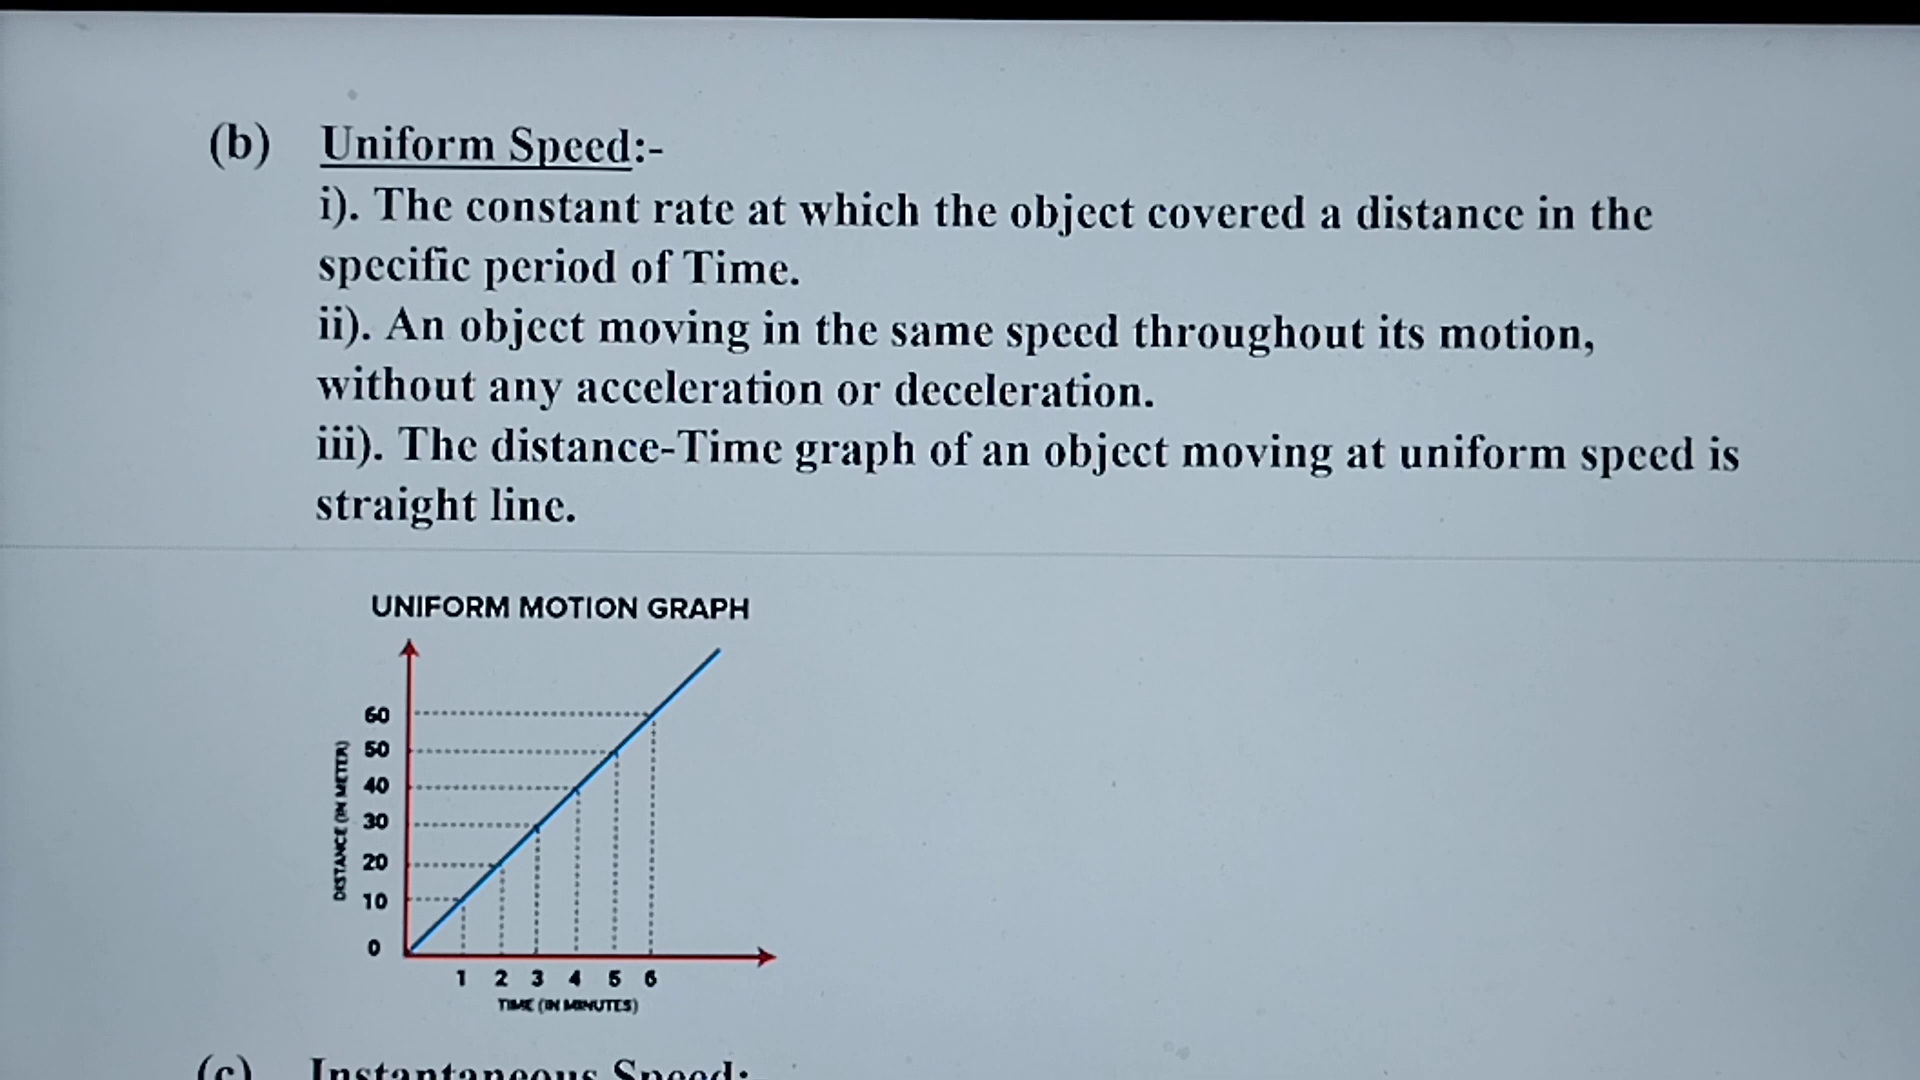 (b) Uniform Speed:-
i). The constant rate at which the object covered a distance in the
specific period of Time.
ii). An object moving in the same speed throughout its motion,
without any acceleration or deceleration.
iii). The distance-Time graph of an object moving at uniform speed is
straight line.
UNIFORM MOTION GRAPH
60
50
40
30
20
10
0
DISTANCE (IN METER)
1 2 3 4 5 6
TIME (IN MINUTES)
(c) Instantaneous Speed: